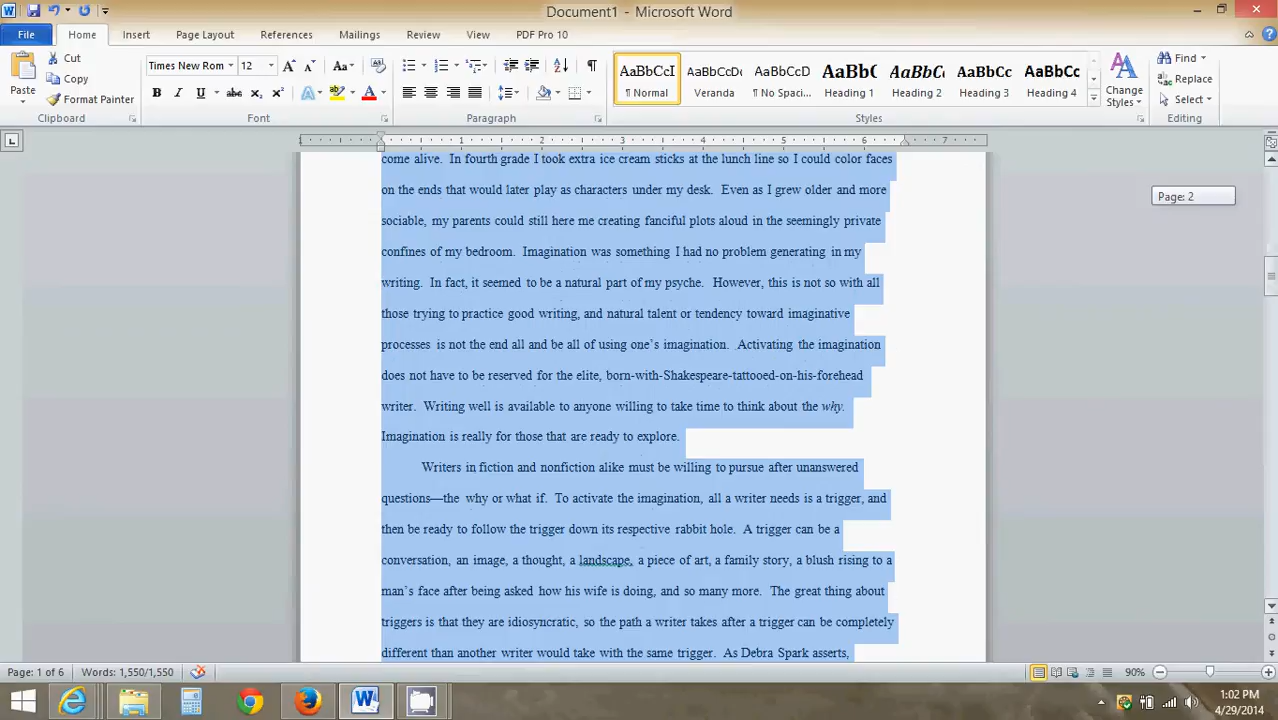 Document1 - Microsoft Word
File Home Insert Page Layout References Mailings Review View PDF Pro 10
Paste Cut Copy Format Painter
Times New Rom 12
B I U abc X₂ X² A ab A
Aa
AaBbCcI AaBbCcDc AaBbCcD AaBbC AaBbCc AaBbCc AaBbCc
¶ Normal Veranda ¶ No Spaci... Heading 1 Heading 2 Heading 3 Heading 4
Change Styles
Find
Replace
Select
Clipboard Font Paragraph Styles Editing
1 1 2 3 4 5 6 7
Page: 2
come alive. In fourth grade I took extra ice cream sticks at the lunch line so I could color faces
on the ends that would later play as characters under my desk. Even as I grew older and more
sociable, my parents could still here me creating fanciful plots aloud in the seemingly private
confines of my bedroom. Imagination was something I had no problem generating in my
writing. In fact, it seemed to be a natural part of my psyche. However, this is not so with all
those trying to practice good writing, and natural talent or tendency toward imaginative
processes is not the end all and be all of using one's imagination. Activating the imagination
does not have to be reserved for the elite, born-with-Shakespeare-tattooed-on-his-forehead
writer. Writing well is available to anyone willing to take time to think about the why.
Imagination is really for those that are ready to explore.
Writers in fiction and nonfiction alike must be willing to pursue after unanswered
questions—the why or what if. To activate the imagination, all a writer needs is a trigger, and
then be ready to follow the trigger down its respective rabbit hole. A trigger can be a
conversation, an image, a thought, a landscape, a piece of art, a family story, a blush rising to a
man's face after being asked how his wife is doing, and so many more. The great thing about
triggers is that they are idiosyncratic, so the path a writer takes after a trigger can be completely
different than another writer would take with the same trigger. As Debra Spark asserts,
Page: 1 of 6 Words: 1,550/1,550 90%
1:02 PM
4/29/2014